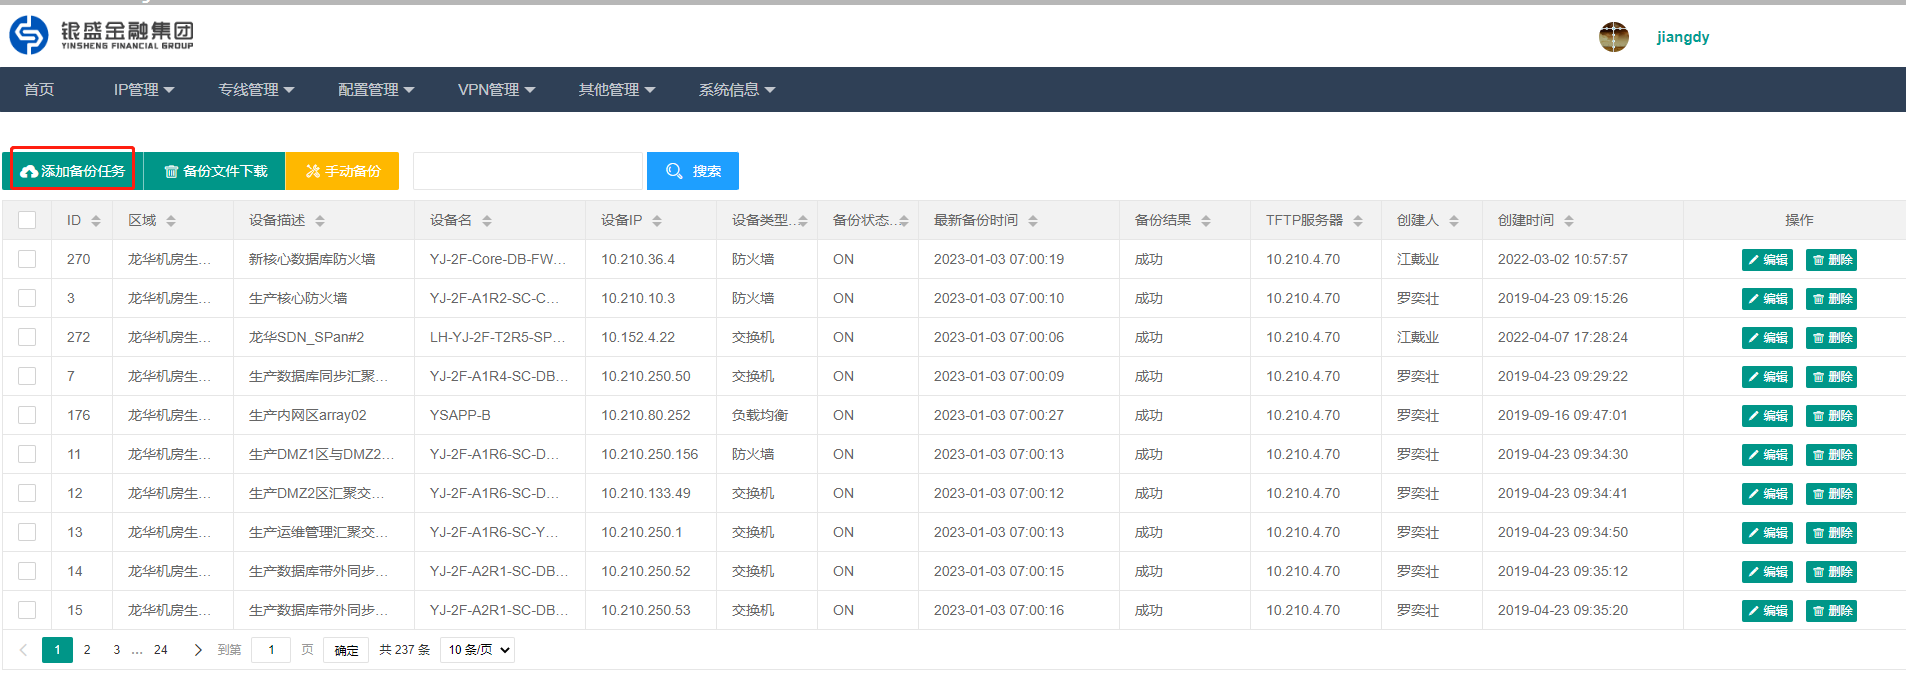 银盛金融集团
YINSHENG FINANCIAL GROUP
jiangdy
首页 IP管理 专线管理 配置管理 VPN管理 其他管理 系统信息
添加备份任务 备份文件下载 手动备份 搜索
ID 区域 设备描述 设备名 设备IP 设备类型... 备份状态... 最新备份时间 备份结果 TFTP服务器 创建人 创建时间 操作
270 龙华机房生... 新核心数据库防火墙 YJ-2F-Core-DB-FW... 10.210.36.4 防火墙 ON 2023-01-03 07:00:19 成功 10.210.4.70 江戴业 2022-03-02 10:57:57 编辑 删除
3 龙华机房生... 生产核心防火墙 YJ-2F-A1R2-SC-C... 10.210.10.3 防火墙 ON 2023-01-03 07:00:10 成功 10.210.4.70 罗奕壮 2019-04-23 09:15:26 编辑 删除
272 龙华机房生... 龙华SDN_SPan#2 LH-YJ-2F-T2R5-SP... 10.152.4.22 交换机 ON 2023-01-03 07:00:06 成功 10.210.4.70 江戴业 2022-04-07 17:28:24 编辑 删除
7 龙华机房生... 生产数据库同步汇聚... YJ-2F-A1R4-SC-DB... 10.210.250.50 交换机 ON 2023-01-03 07:00:09 成功 10.210.4.70 罗奕壮 2019-04-23 09:29:22 编辑 删除
176 龙华机房生... 生产内网区array02 YSAPP-B 10.210.80.252 负载均衡 ON 2023-01-03 07:00:27 成功 10.210.4.70 罗奕壮 2019-09-16 09:47:01 编辑 删除
11 龙华机房生... 生产DMZ1区与DMZ2... YJ-2F-A1R6-SC-D... 10.210.250.156 防火墙 ON 2023-01-03 07:00:13 成功 10.210.4.70 罗奕壮 2019-04-23 09:34:30 编辑 删除
12 龙华机房生... 生产DMZ2区汇聚交... YJ-2F-A1R6-SC-D... 10.210.133.49 交换机 ON 2023-01-03 07:00:12 成功 10.210.4.70 罗奕壮 2019-04-23 09:34:41 编辑 删除
13 龙华机房生... 生产运维管理汇聚交... YJ-2F-A1R6-SC-Y... 10.210.250.1 交换机 ON 2023-01-03 07:00:13 成功 10.210.4.70 罗奕壮 2019-04-23 09:34:50 编辑 删除
14 龙华机房生... 生产数据库带外同步... YJ-2F-A2R1-SC-DB... 10.210.250.52 交换机 ON 2023-01-03 07:00:15 成功 10.210.4.70 罗奕壮 2019-04-23 09:35:12 编辑 删除
15 龙华机房生... 生产数据库带外同步... YJ-2F-A2R1-SC-DB... 10.210.250.53 交换机 ON 2023-01-03 07:00:16 成功 10.210.4.70 罗奕壮 2019-04-23 09:35:20 编辑 删除
1 2 3 ... 24 到第 1 页 确定 共 237 条 10 条/页